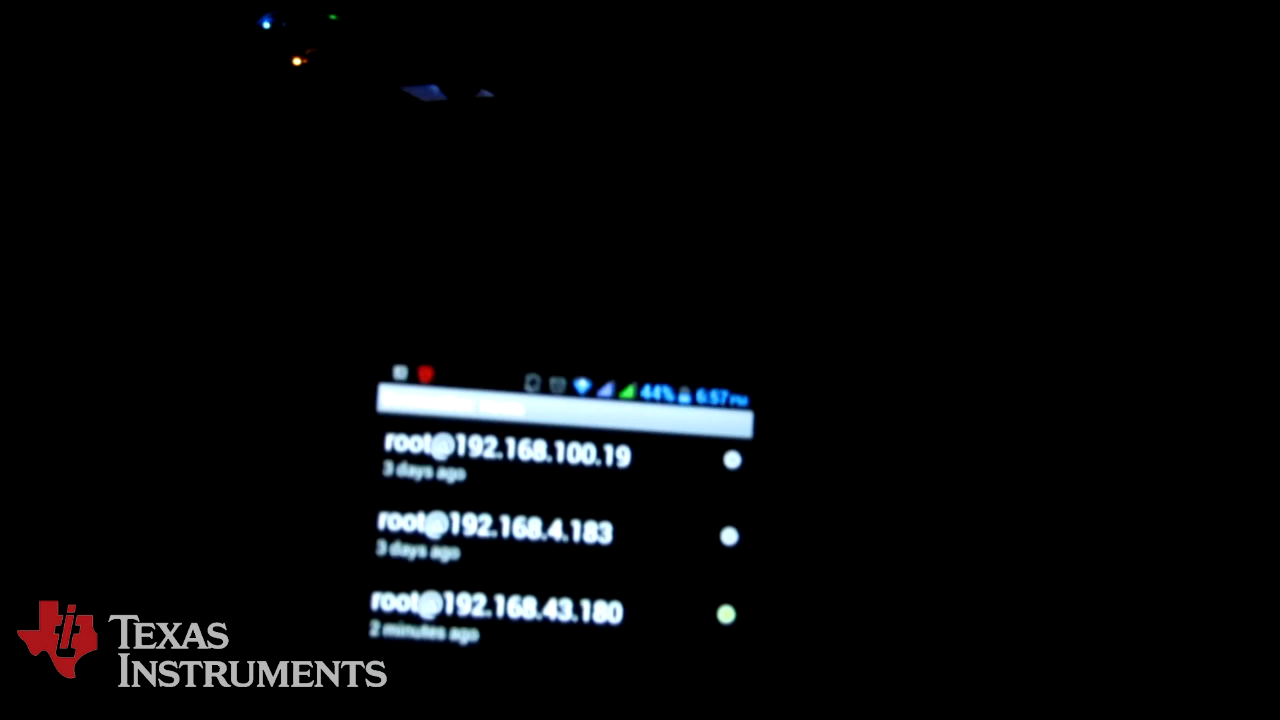 44% 6:57 PM
root@192.168.100.19
3 days ago
root@192.168.4.183
3 days ago
root@192.168.43.180
2 minutes ago
TEXAS
INSTRUMENTS